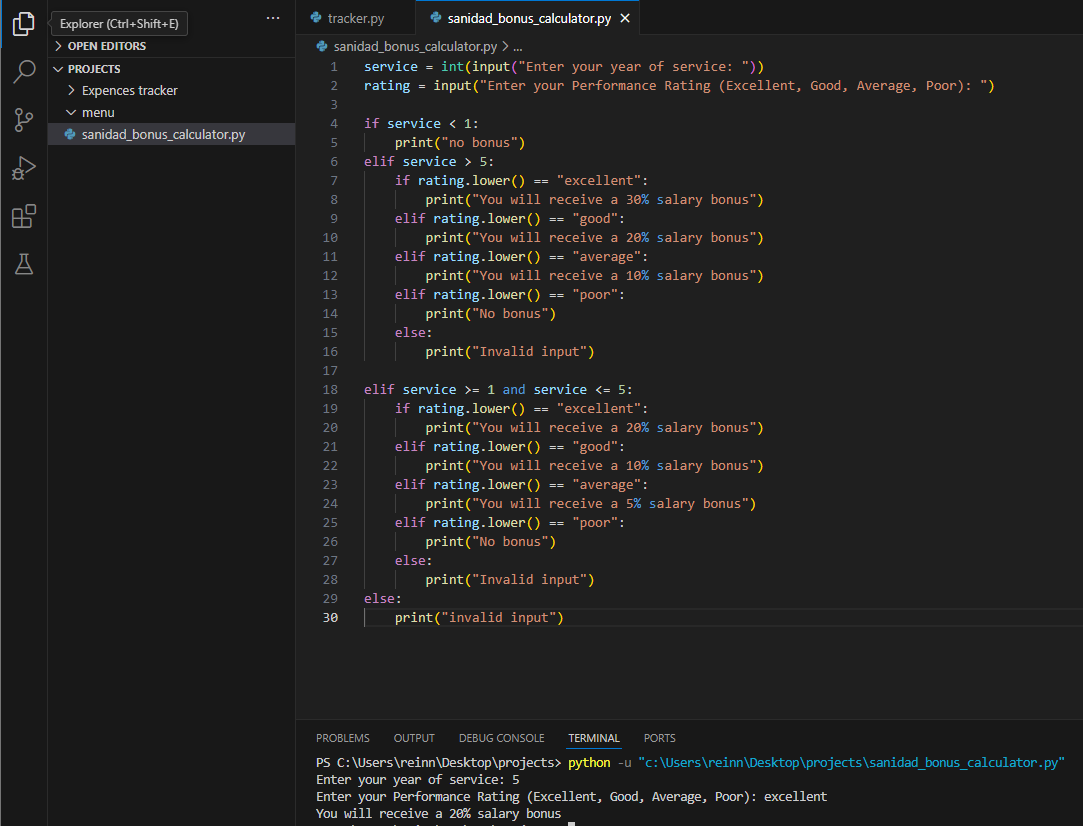 Explorer (Ctrl+Shift+E)
...
OPEN EDITORS
PROJECTS
Expences tracker
menu
sanidad_bonus_calculator.py
tracker.py
sanidad_bonus_calculator.py
sanidad_bonus_calculator.py > ...
1 service = int(input("Enter your year of service: "))
2 rating = input("Enter your Performance Rating (Excellent, Good, Average, Poor): ")
3
4 if service < 1:
5     print("no bonus")
6 elif service > 5:
7     if rating.lower() == "excellent":
8         print("You will receive a 30% salary bonus")
9     elif rating.lower() == "good":
10         print("You will receive a 20% salary bonus")
11     elif rating.lower() == "average":
12         print("You will receive a 10% salary bonus")
13     elif rating.lower() == "poor":
14         print("No bonus")
15     else:
16         print("Invalid input")
17
18 elif service >= 1 and service <= 5:
19     if rating.lower() == "excellent":
20         print("You will receive a 20% salary bonus")
21     elif rating.lower() == "good":
22         print("You will receive a 10% salary bonus")
23     elif rating.lower() == "average":
24         print("You will receive a 5% salary bonus")
25     elif rating.lower() == "poor":
26         print("No bonus")
27     else:
28         print("Invalid input")
29 else:
30     print("invalid input")
PROBLEMS OUTPUT DEBUG CONSOLE TERMINAL PORTS
PS C:\Users\reinn\Desktop\projects> python -u "c:\Users\reinn\Desktop\projects\sanidad_bonus_calculator.py"
Enter your year of service: 5
Enter your Performance Rating (Excellent, Good, Average, Poor): excellent
You will receive a 20% salary bonus